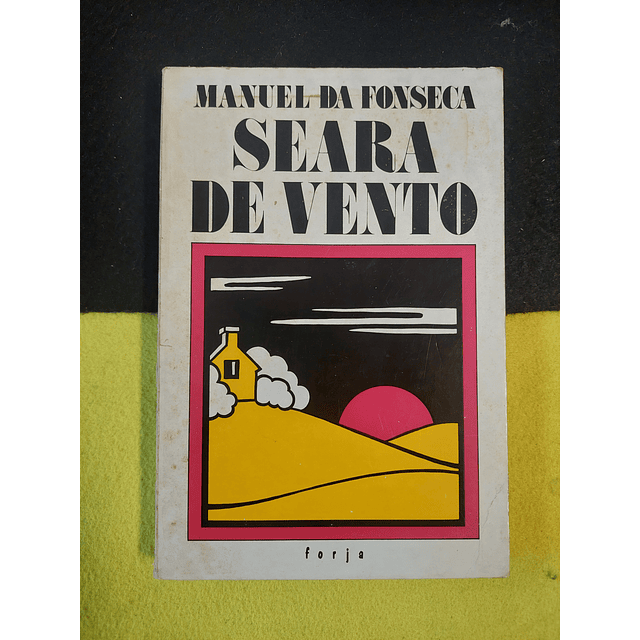 MANUEL DA FONSECA
SEARA
DE VENTO
forja